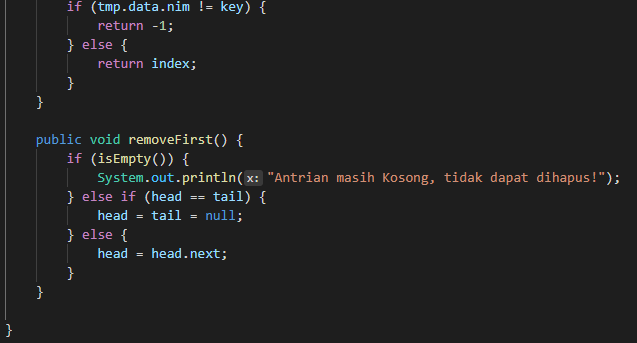 if (tmp.data.nim != key) {
return -1;
} else {
return index;
}
}
public void removeFirst() {
if (isEmpty()) {
System.out.println(x: "Antrian masih Kosong, tidak dapat dihapus!");
} else if (head == tail) {
head = tail = null;
} else {
head = head.next;
}
}
}